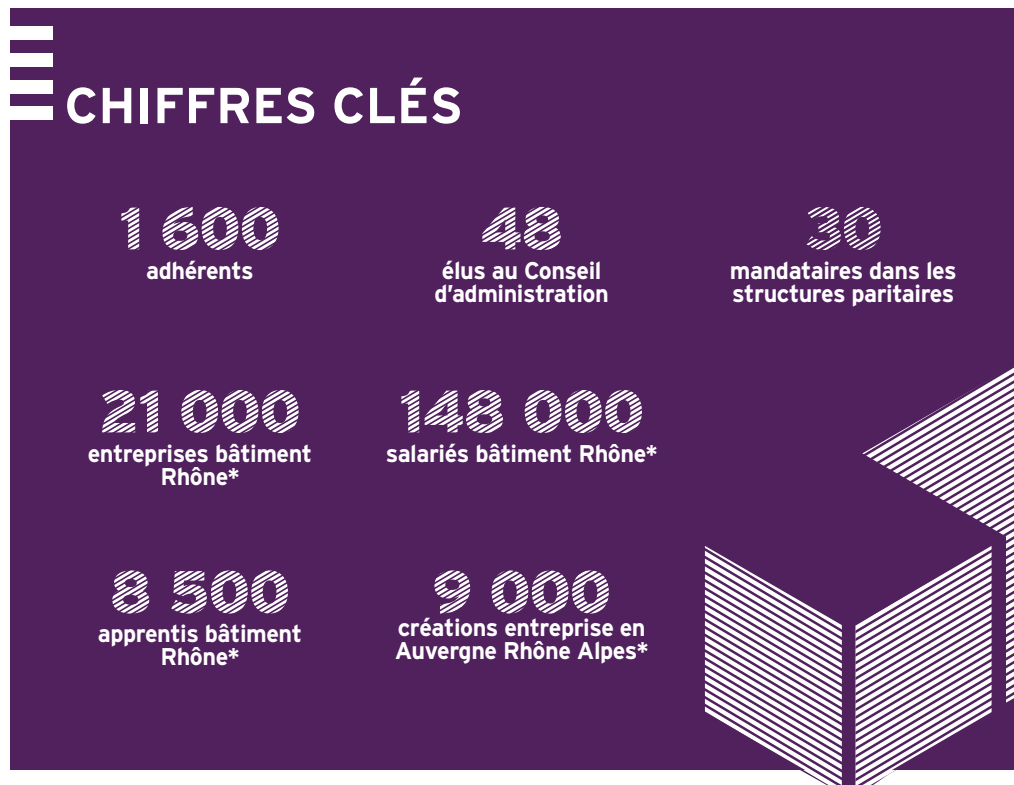 CHIFFRES CLÉS
1 600
adhérents
48
élus au Conseil
d'administration
30
mandataires dans les
structures paritaires
21 000
entreprises bâtiment
Rhône*
148 000
salariés bâtiment Rhône*
8 500
apprentis bâtiment
Rhône*
9 000
créations entreprise en
Auvergne Rhône Alpes*